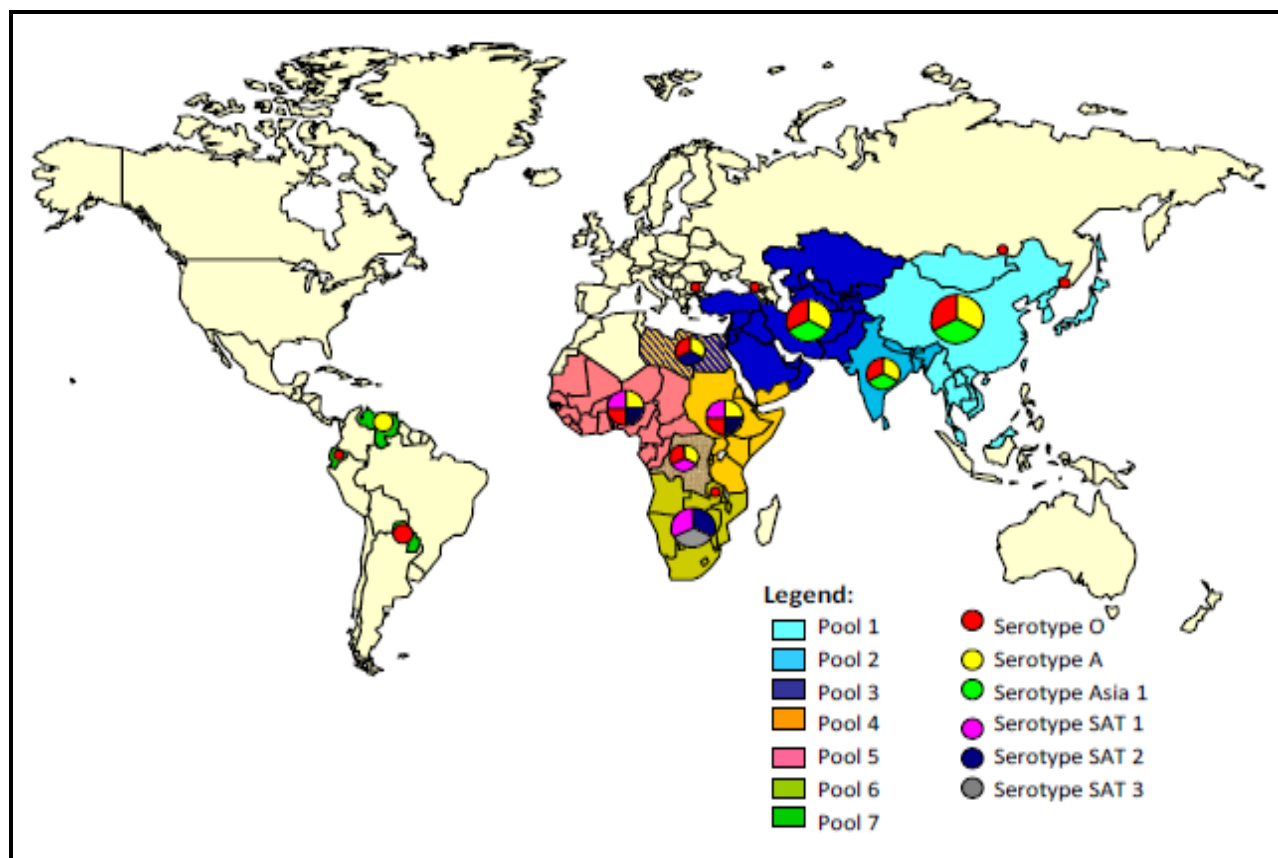 Legend:
Pool 1
Pool 2
Pool 3
Pool 4
Pool 5
Pool 6
Pool 7
Serotype O
Serotype A
Serotype Asia 1
Serotype SAT 1
Serotype SAT 2
Serotype SAT 3